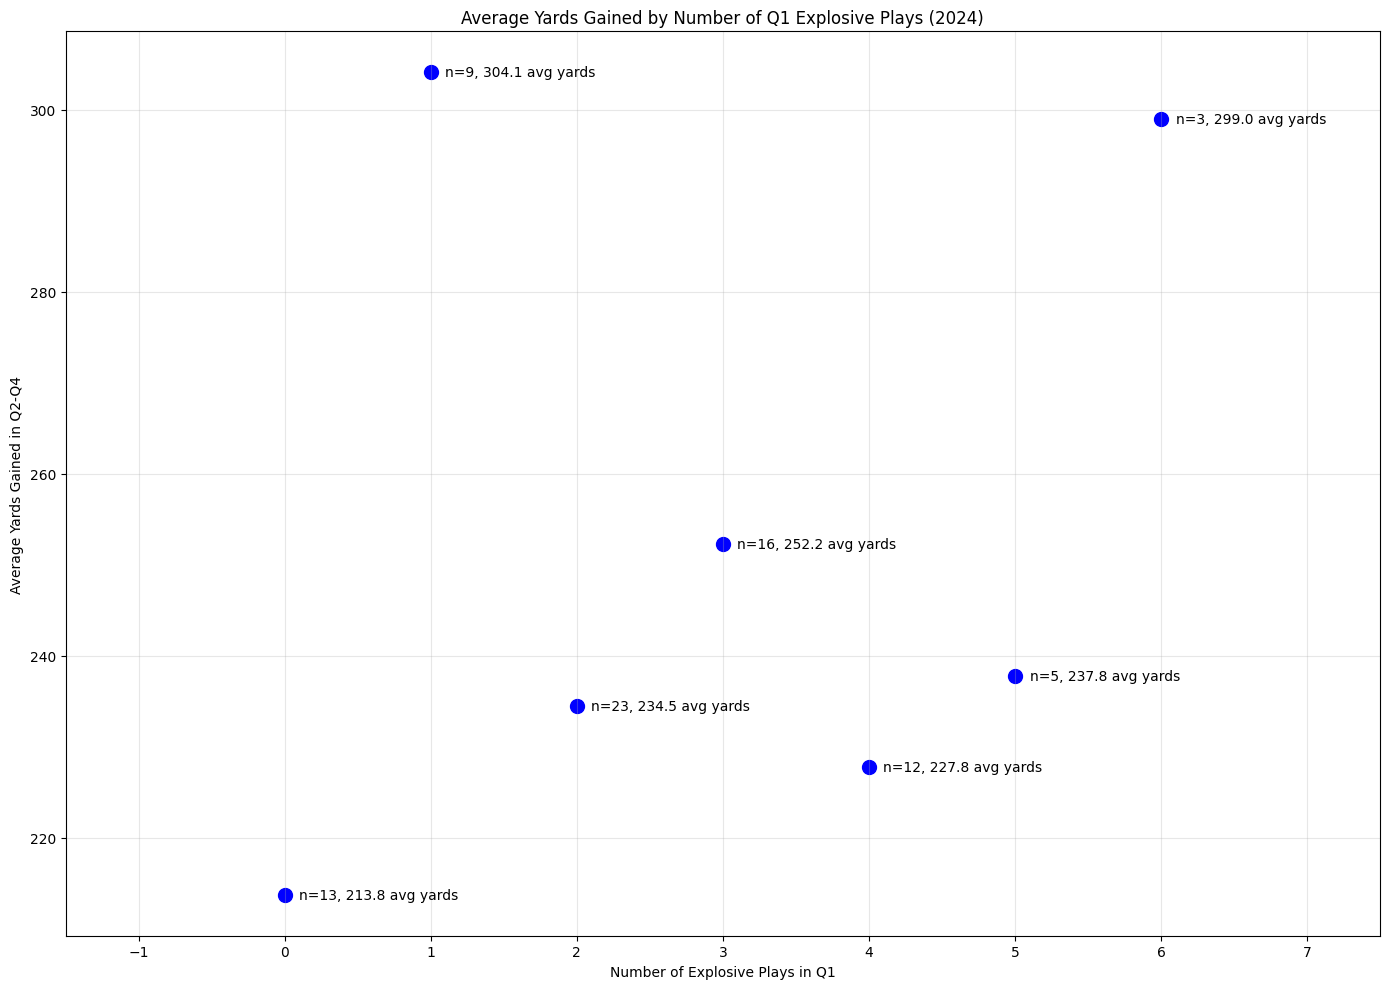 Average Yards Gained by Number of Q1 Explosive Plays (2024)
n=9, 304.1 avg yards
300
n=3, 299.0 avg yards
280
Average Yards Gained in Q2-Q4
260
n=16, 252.2 avg yards
240
n=5, 237.8 avg yards
n=23, 234.5 avg yards
n=12, 227.8 avg yards
220
n=13, 213.8 avg yards
−1 0 1 2 3 4 5 6 7
Number of Explosive Plays in Q1